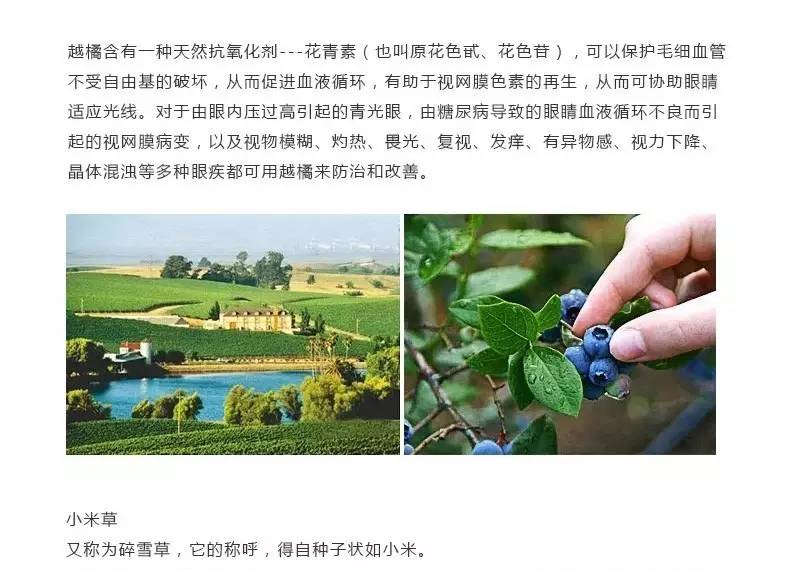 越橘含有一种天然抗氧化剂---花青素（也叫原花色甙、花色苷），可以保护毛细血管
不受自由基的破坏，从而促进血液循环，有助于视网膜色素的再生，从而可协助眼睛
适应光线。对于由眼内压过高引起的青光眼，由糖尿病导致的眼睛血液循环不良而引
起的视网膜病变，以及视物模糊、灼热、畏光、复视、发痒、有异物感、视力下降、
晶体混浊等多种眼疾都可用越橘来防治和改善。
小米草
又称为碎雪草，它的称呼，得自种子状如小米。